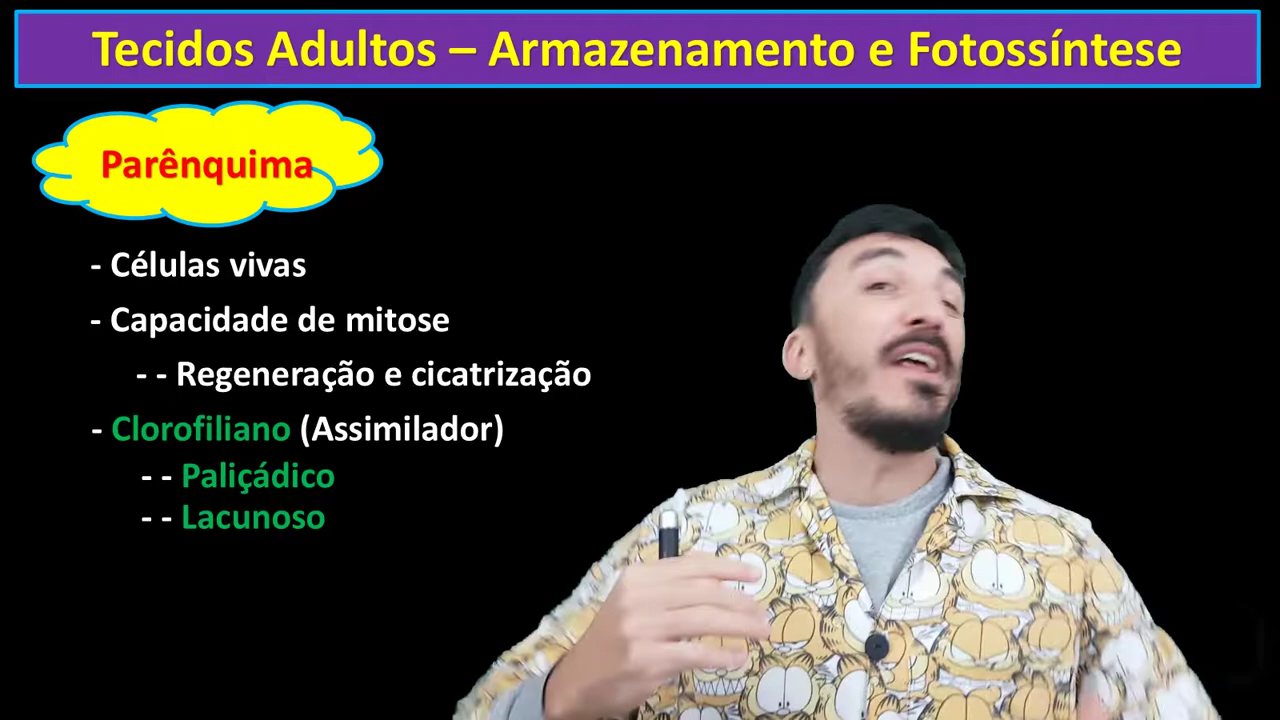 Tecidos Adultos – Armazenamento e Fotossíntese
Parênquima
- Células vivas
- Capacidade de mitose
- - Regeneração e cicatrização
- Clorofiliano (Assimilador)
- - Paliçádico
- - Lacunoso